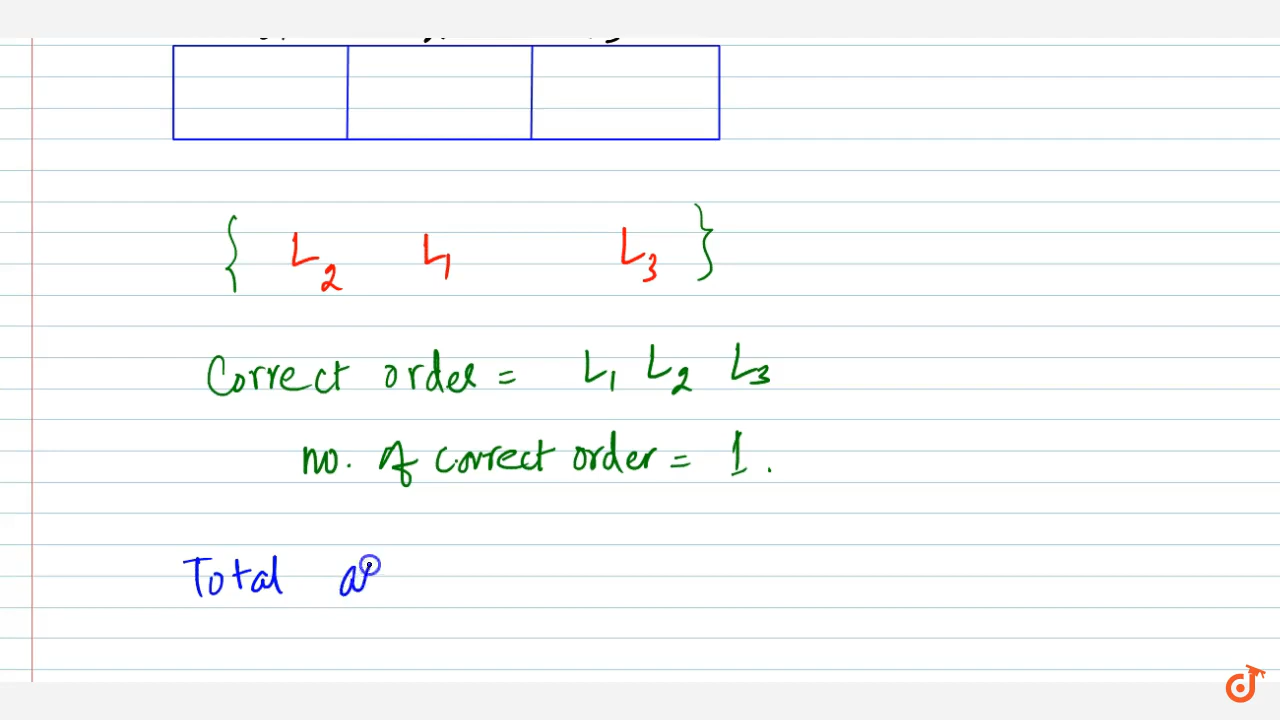 { L2 L1 L3 }
Correct order = L1 L2 L3
no. of correct order = 1.
Total